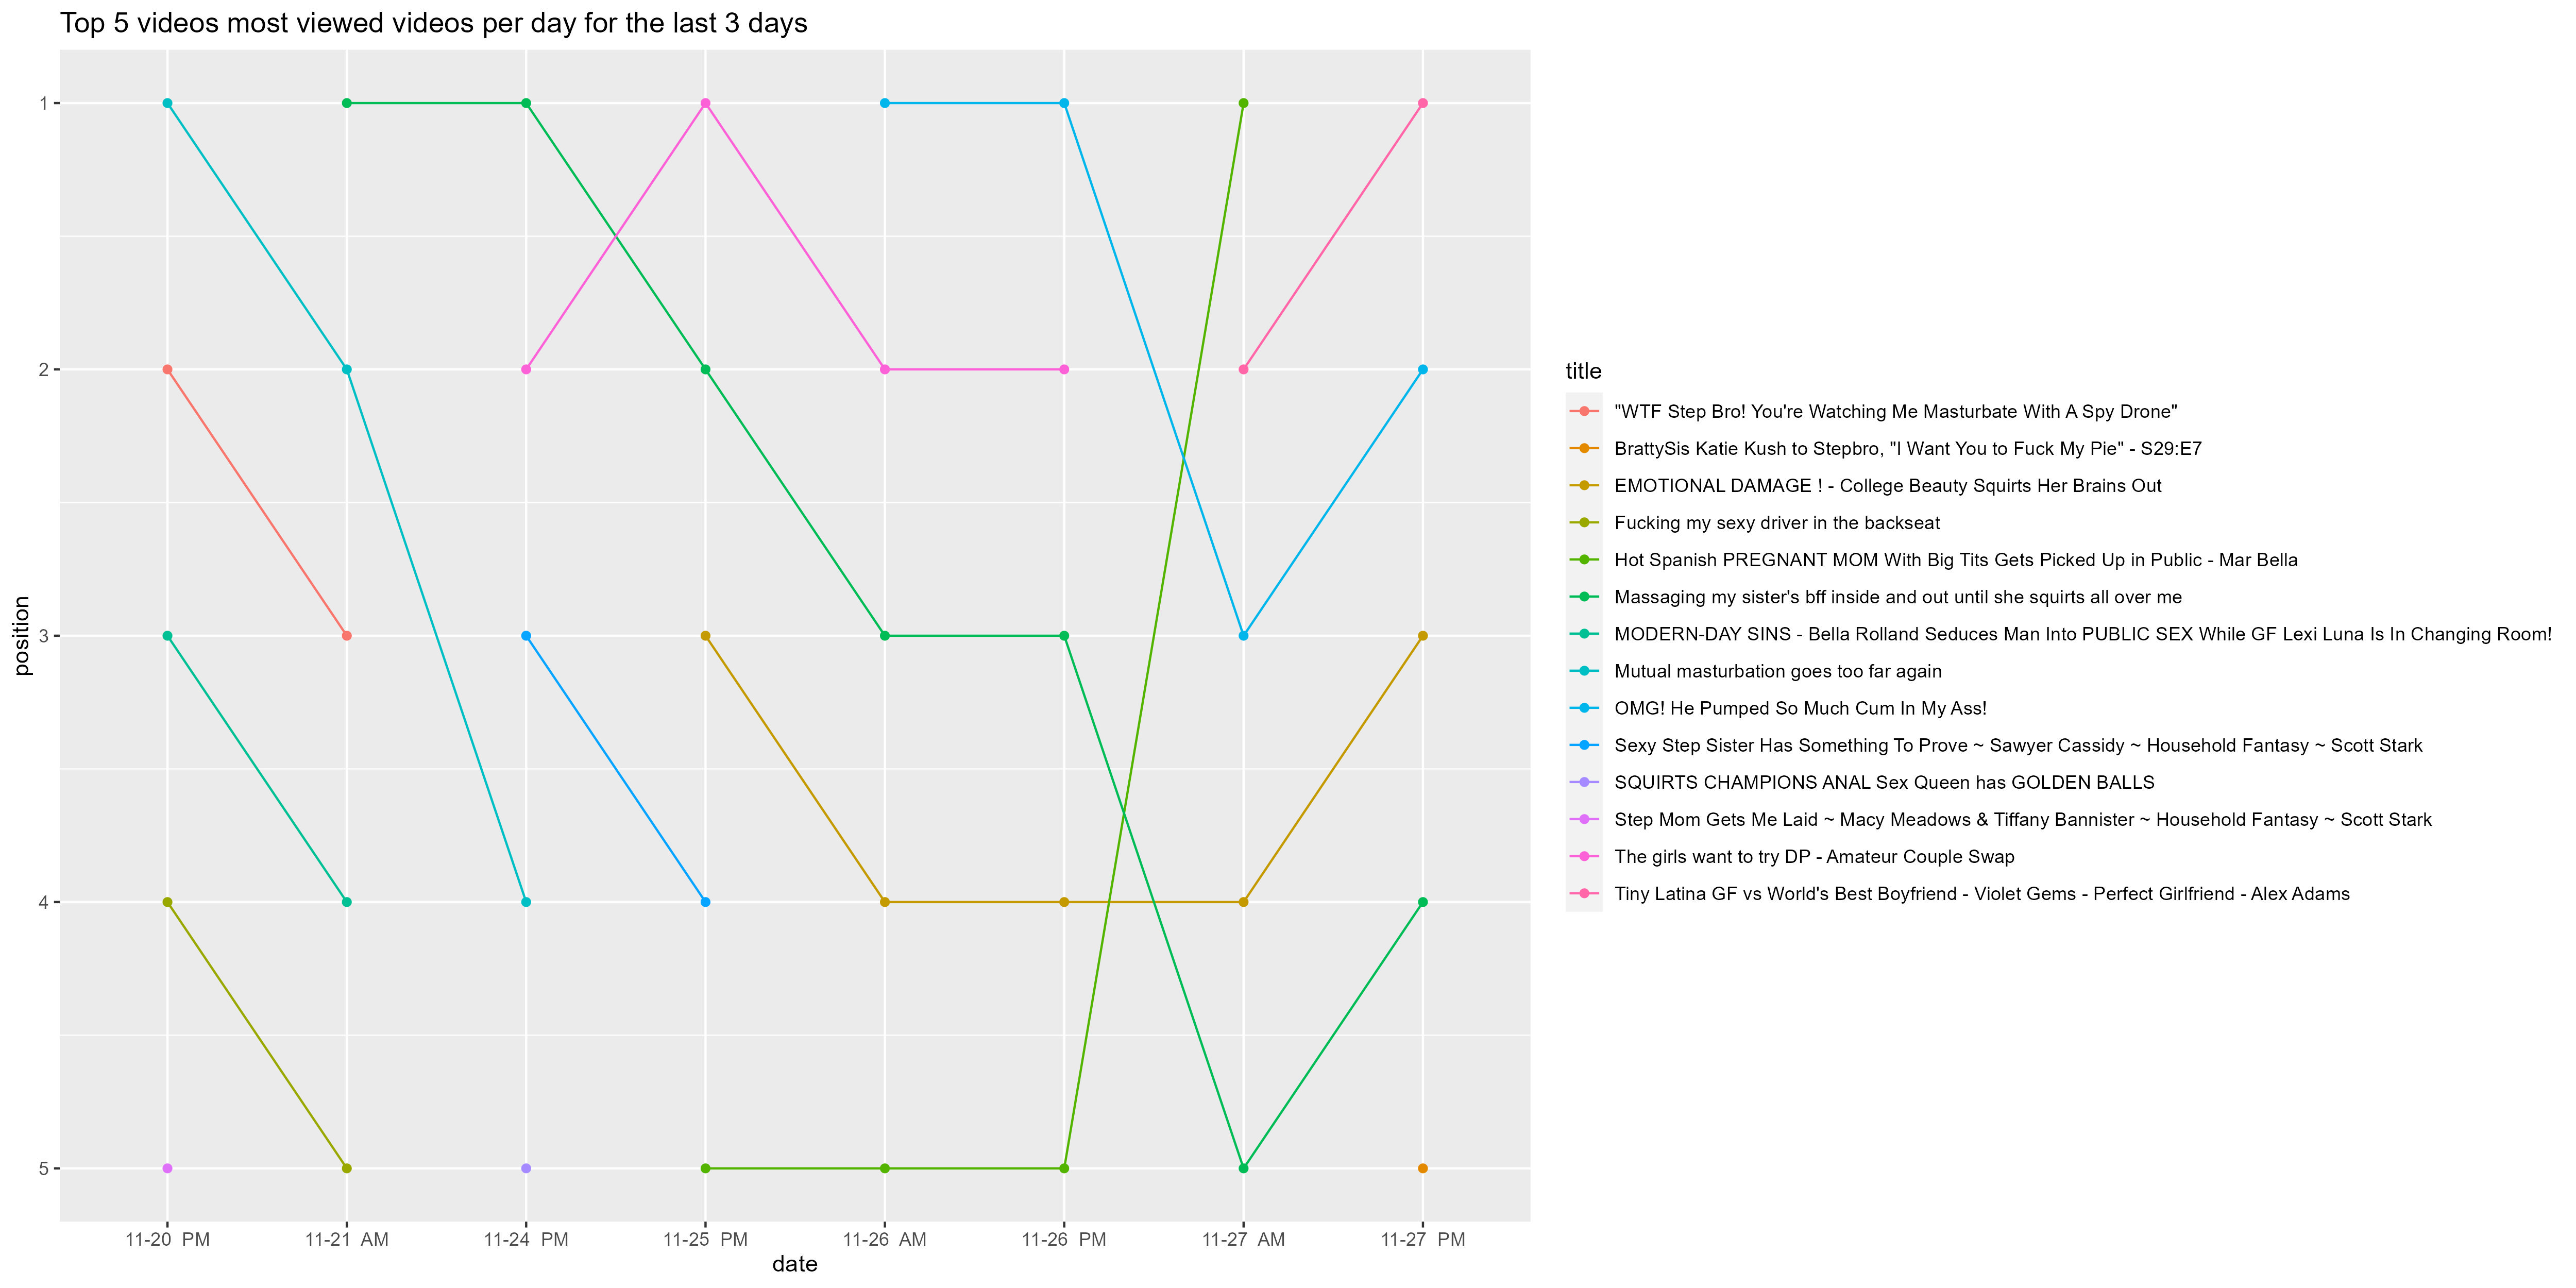 Top 5 videos most viewed videos per day for the last 3 days
position
1
2
3
4
5
11-20  PM
11-21  AM
11-24  PM
11-25  PM
11-26  AM
11-26  PM
11-27  AM
11-27  PM
date
title
"WTF Step Bro! You're Watching Me Masturbate With A Spy Drone"
BrattySis Katie Kush to Stepbro, "I Want You to Fuck My Pie" - S29:E7
EMOTIONAL DAMAGE ! - College Beauty Squirts Her Brains Out
Fucking my sexy driver in the backseat
Hot Spanish PREGNANT MOM With Big Tits Gets Picked Up in Public - Mar Bella
Massaging my sister's bff inside and out until she squirts all over me
MODERN-DAY SINS - Bella Rolland Seduces Man Into PUBLIC SEX While GF Lexi Luna Is In Changing Room!
Mutual masturbation goes too far again
OMG! He Pumped So Much Cum In My Ass!
Sexy Step Sister Has Something To Prove ~ Sawyer Cassidy ~ Household Fantasy ~ Scott Stark
SQUIRTS CHAMPIONS ANAL Sex Queen has GOLDEN BALLS
Step Mom Gets Me Laid ~ Macy Meadows & Tiffany Bannister ~ Household Fantasy ~ Scott Stark
The girls want to try DP - Amateur Couple Swap
Tiny Latina GF vs World's Best Boyfriend - Violet Gems - Perfect Girlfriend - Alex Adams